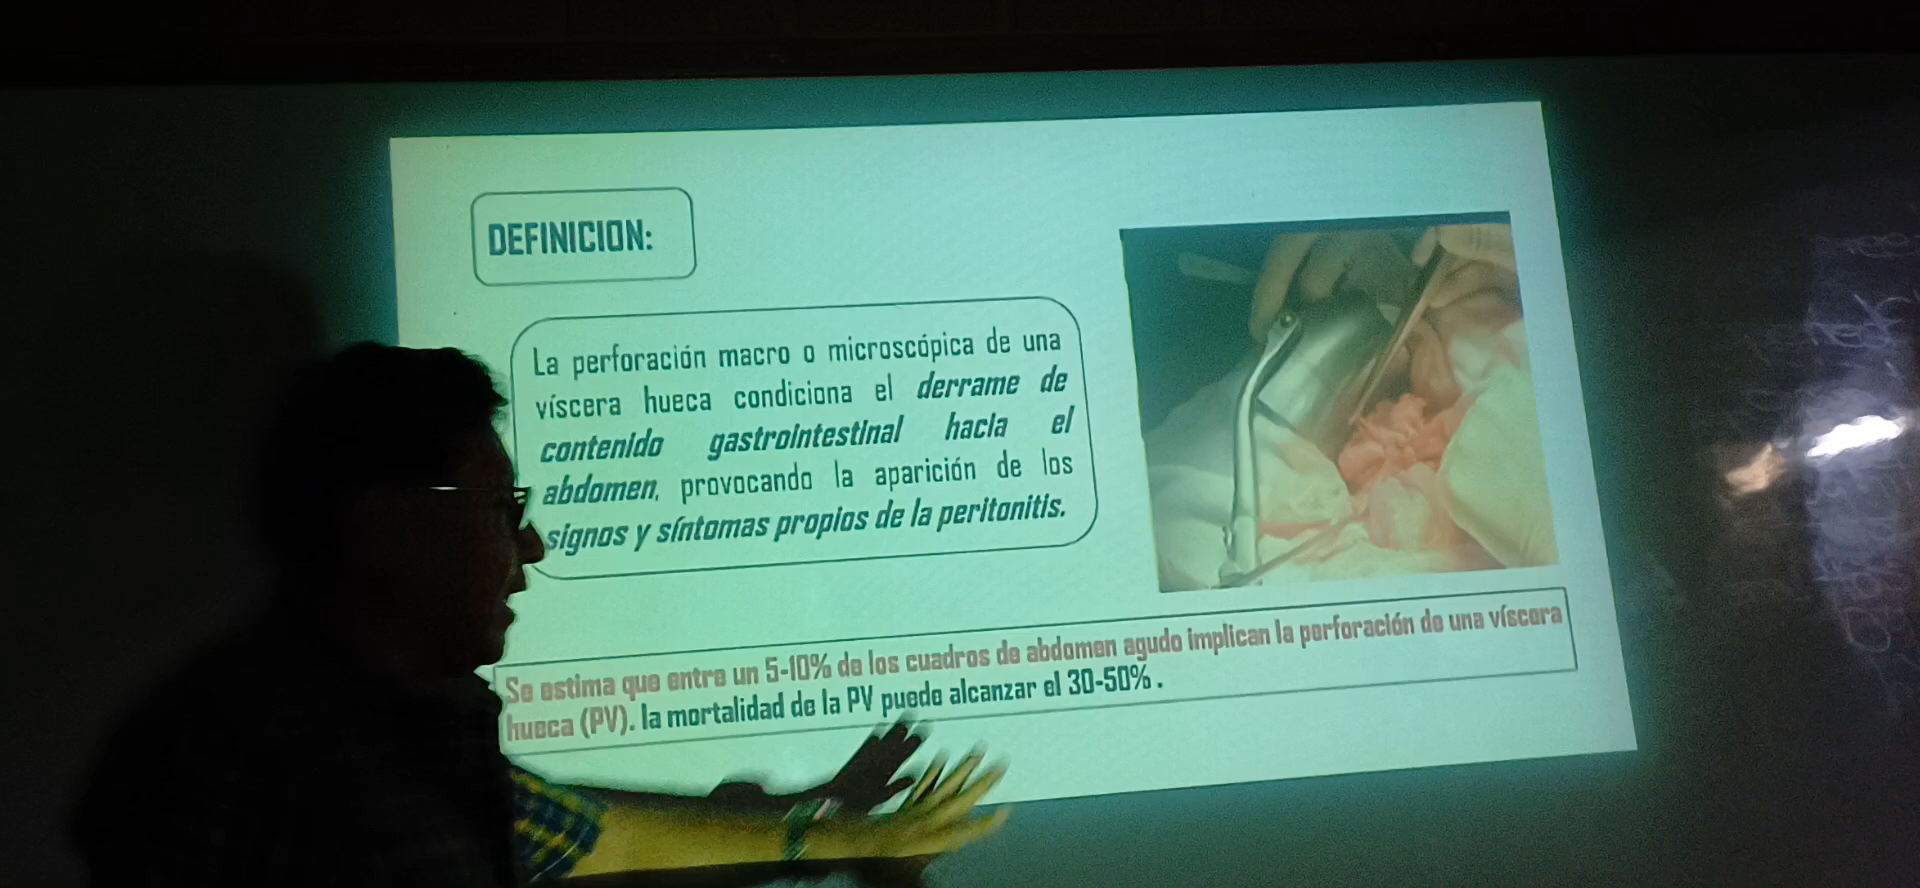 DEFINICION:
La perforación macro o microscópica de una
víscera hueca condiciona el derrame de
contenido gastrointestinal hacia el
abdomen, provocando la aparición de los
signos y síntomas propios de la peritonitis.
Se estima que entre un 5-10% de los cuadros de abdomen agudo implican la perforación de una víscera
hueca (PV). la mortalidad de la PV puede alcanzar el 30-50% .